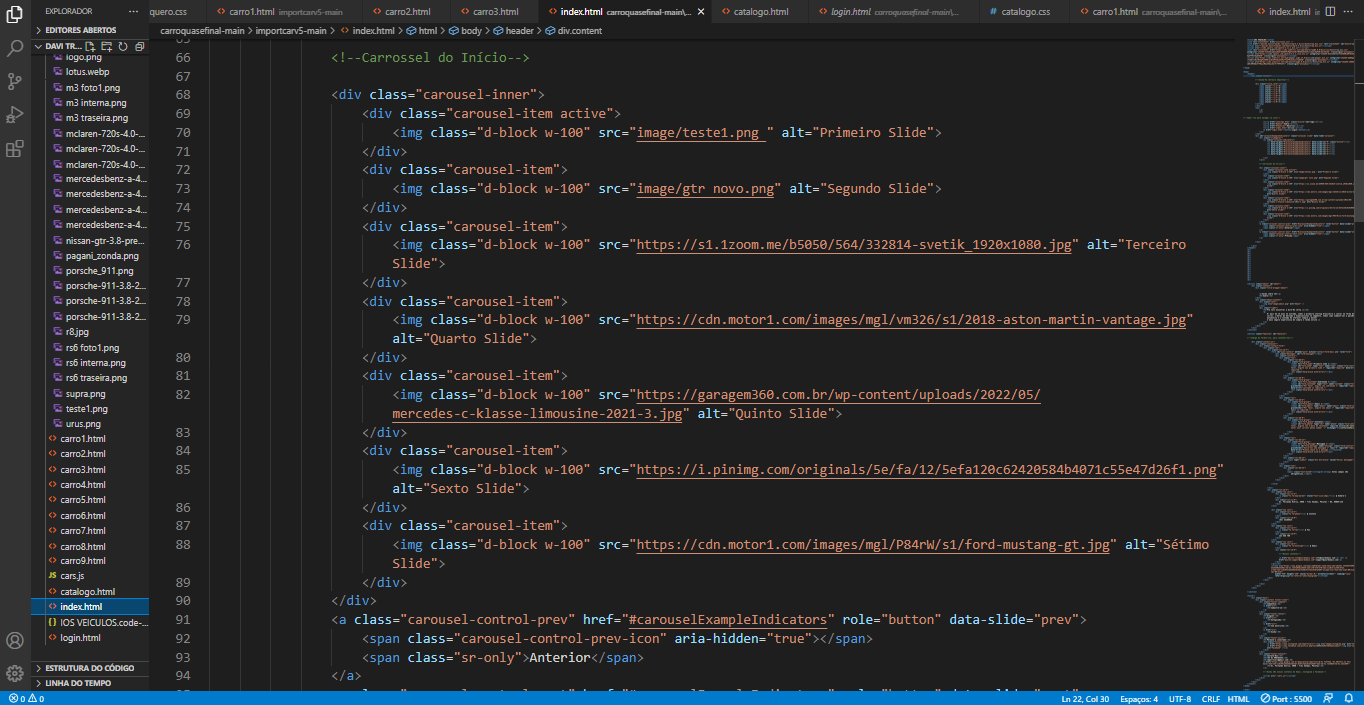 EXPLORADOR ··· quero.css carro1.html importcarv5-main carro2.html carro3.html index.html carroquasefinal-main\... catalogo.html login.html carroquasefinal-main\... catalogo.css carro1.html carroquasefinal-main\... index.html
EDITORES ABERTOS
carroquasefinal-main > importcarv5-main > index.html > html > body > header > div.content
DAVI TR...
logo.png
lotus.webp
m3 foto1.png
m3 interna.png
m3 traseira.png
mclaren-720s-4.0-...
mclaren-720s-4.0-...
mclaren-720s-4.0-...
mercedesbenz-a-4...
mercedesbenz-a-4...
mercedesbenz-a-4...
mercedesbenz-a-4...
nissan-gtr-3.8-pre...
pagani_zonda.png
porsche_911.png
porsche-911-3.8-2...
porsche-911-3.8-2...
porsche-911-3.8-2...
r8.jpg
rs6 foto1.png
rs6 interna.png
rs6 traseira.png
supra.png
teste1.png
urus.png
carro1.html
carro2.html
carro3.html
carro4.html
carro5.html
carro6.html
carro7.html
carro8.html
carro9.html
JS cars.js
catalogo.html
index.html
{} IOS VEICULOS.code-...
login.html
ESTRUTURA DO CÓDIGO
LINHA DO TEMPO
65
66 <!--Carrossel do Início-->
67
68 <div class="carousel-inner">
69 <div class="carousel-item active">
70 <img class="d-block w-100" src="image/teste1.png " alt="Primeiro Slide">
71 </div>
72 <div class="carousel-item">
73 <img class="d-block w-100" src="image/gtr novo.png" alt="Segundo Slide">
74 </div>
75 <div class="carousel-item">
76 <img class="d-block w-100" src="https://s1.1zoom.me/b5050/564/332814-svetik_1920x1080.jpg" alt="Terceiro
Slide">
77 </div>
78 <div class="carousel-item">
79 <img class="d-block w-100" src="https://cdn.motor1.com/images/mgl/vm326/s1/2018-aston-martin-vantage.jpg"
alt="Quarto Slide">
80 </div>
81 <div class="carousel-item">
82 <img class="d-block w-100" src="https://garagem360.com.br/wp-content/uploads/2022/05/
mercedes-c-klasse-limousine-2021-3.jpg" alt="Quinto Slide">
83 </div>
84 <div class="carousel-item">
85 <img class="d-block w-100" src="https://i.pinimg.com/originals/5e/fa/12/5efa120c62420584b4071c55e47d26f1.png"
alt="Sexto Slide">
86 </div>
87 <div class="carousel-item">
88 <img class="d-block w-100" src="https://cdn.motor1.com/images/mgl/P84rW/s1/ford-mustang-gt.jpg" alt="Sétimo
Slide">
89 </div>
90 </div>
91 <a class="carousel-control-prev" href="#carouselExampleIndicators" role="button" data-slide="prev">
92 <span class="carousel-control-prev-icon" aria-hidden="true"></span>
93 <span class="sr-only">Anterior</span>
94 </a>
0 0 Ln 22, Col 30 Espaços: 4 UTF-8 CRLF HTML Port : 5500